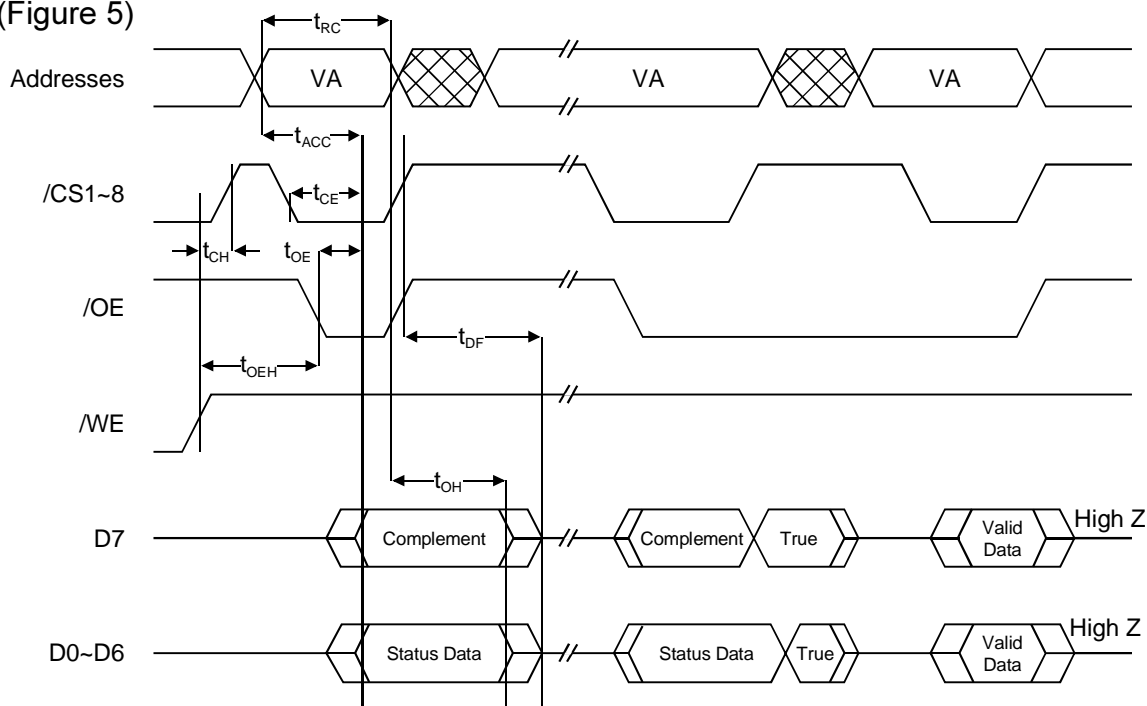 (Figure 5)
tRC
Addresses VA VA VA
tACC
/CS1~8 tCE
tCH tOE
/OE
tDF
tOEH
/WE
tOH
D7 Complement Complement True Valid Data High Z
D0~D6 Status Data Status Data True Valid Data High Z